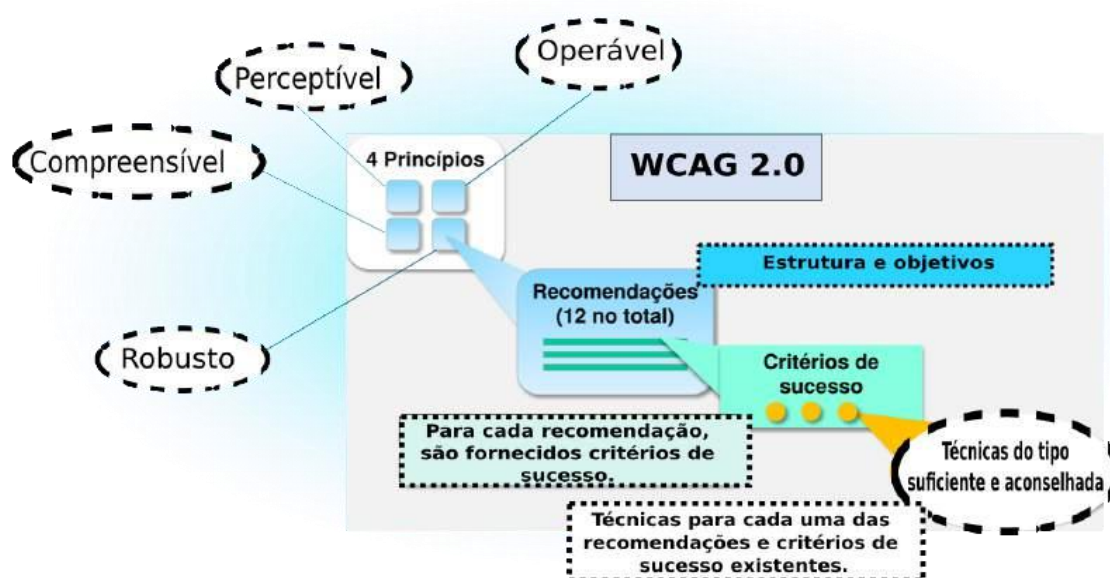 Operável
Perceptível
Compreensível
4 Princípios
WCAG 2.0
Estrutura e objetivos
Recomendações
(12 no total)
Robusto
Critérios de
sucesso
Para cada recomendação,
são fornecidos critérios de
sucesso.
Técnicas do tipo
suficiente e aconselhada
Técnicas para cada uma das
recomendações e critérios de
sucesso existentes.